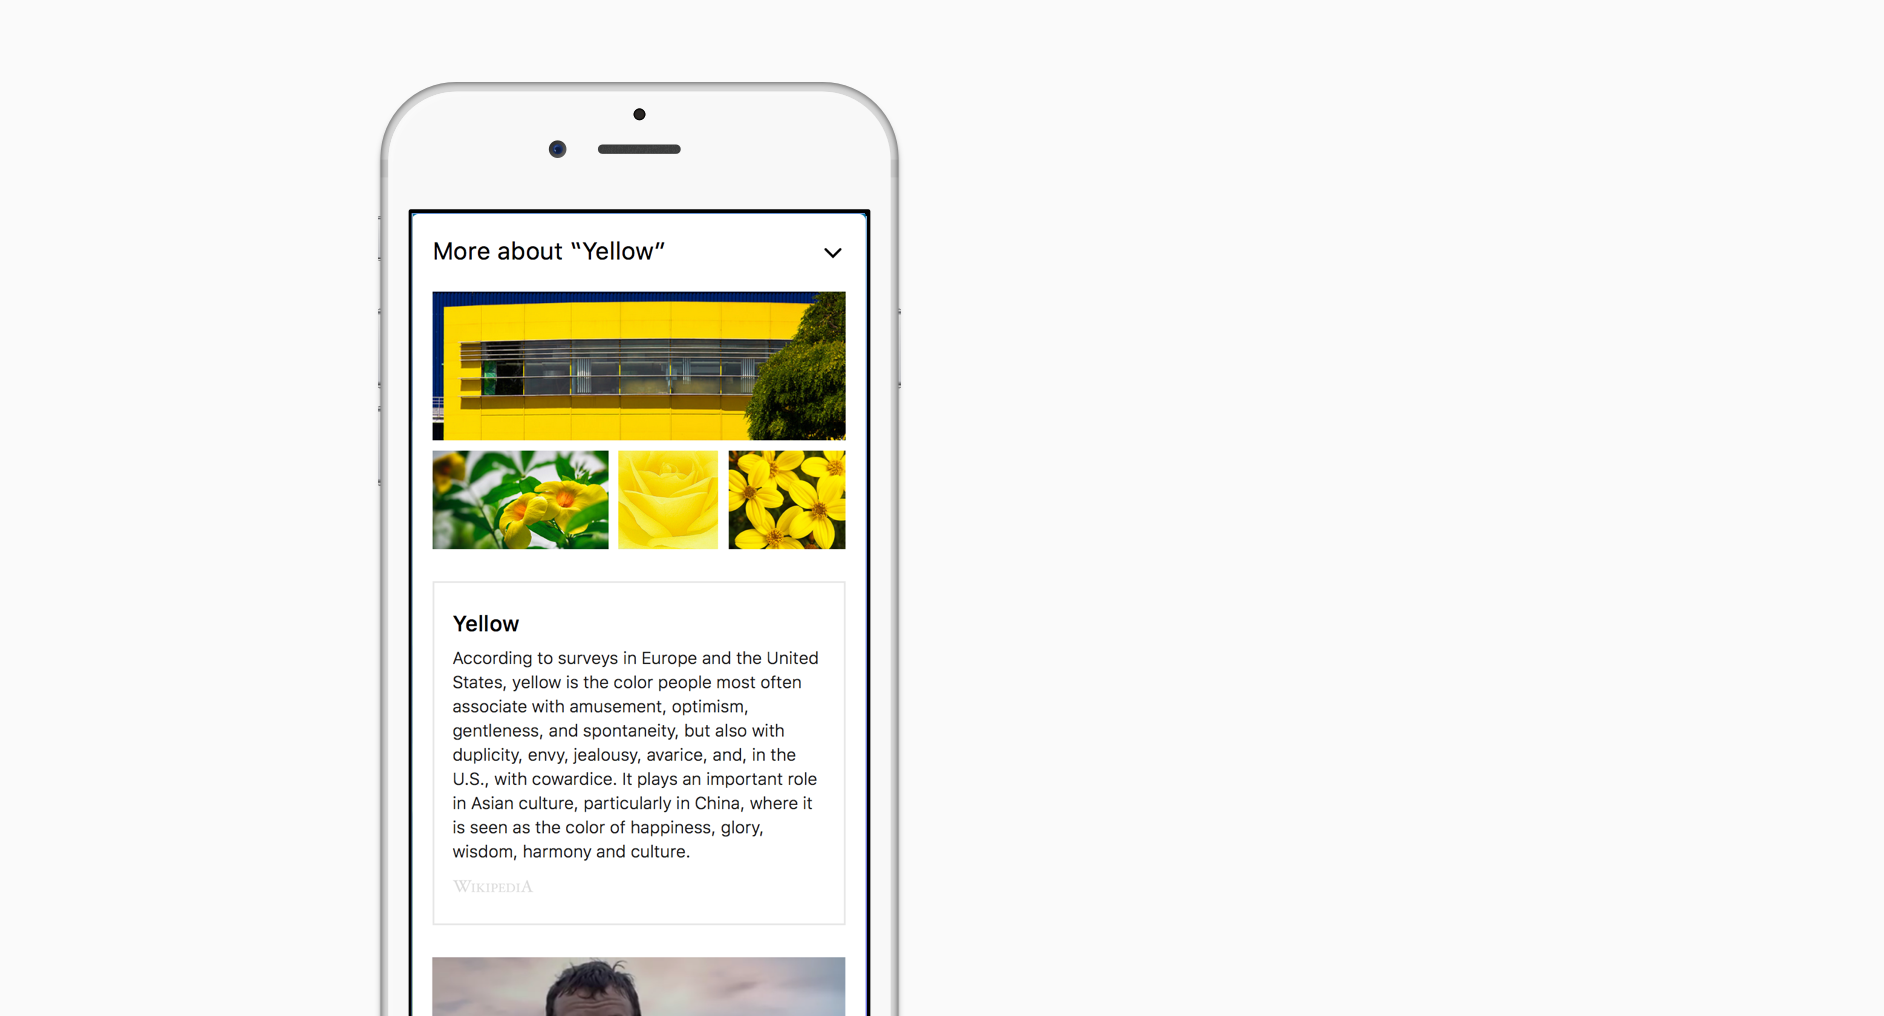 More about “Yellow”
Yellow
According to surveys in Europe and the United
States, yellow is the color people most often
associate with amusement, optimism,
gentleness, and spontaneity, but also with
duplicity, envy, jealousy, avarice, and, in the
U.S., with cowardice. It plays an important role
in Asian culture, particularly in China, where it
is seen as the color of happiness, glory,
wisdom, harmony and culture.
WIKIPEDIA